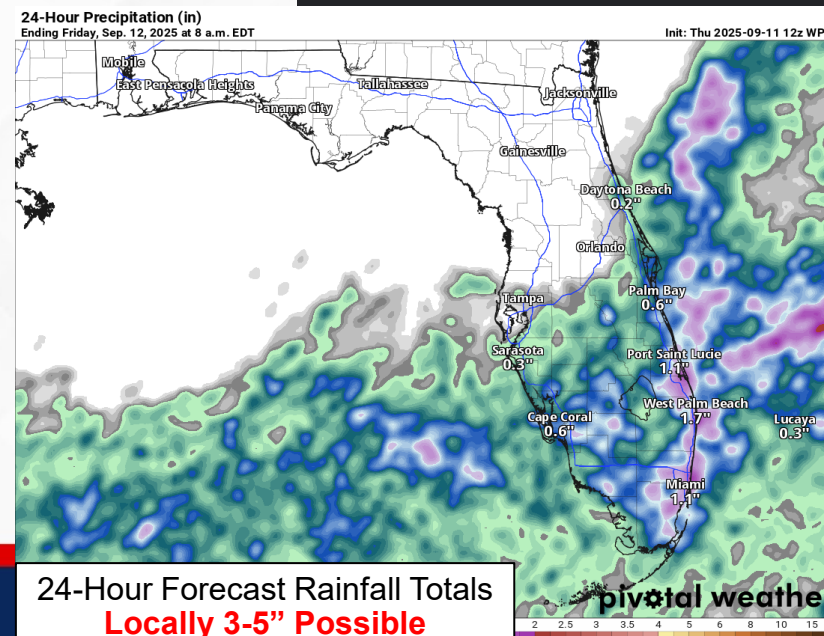 24-Hour Precipitation (in)
Ending Friday, Sep. 12, 2025 at 8 a.m. EDT
Init: Thu 2025-09-11 12z WP
Mobile
East Pensacola Heights
Tallahassee
Jacksonville
Panama City
Gainesville
Daytona Beach
0.2"
Orlando
Palm Bay
0.6"
Tampa
Sarasota
0.3"
Port Saint Lucie
1.1"
West Palm Beach
1.7"
Cape Coral
0.6"
Lucaya
0.3"
Miami
1.1"
pivotal weathe
2 2.5 3 3.5 4 5 6 8 10 15
24-Hour Forecast Rainfall Totals
Locally 3-5” Possible